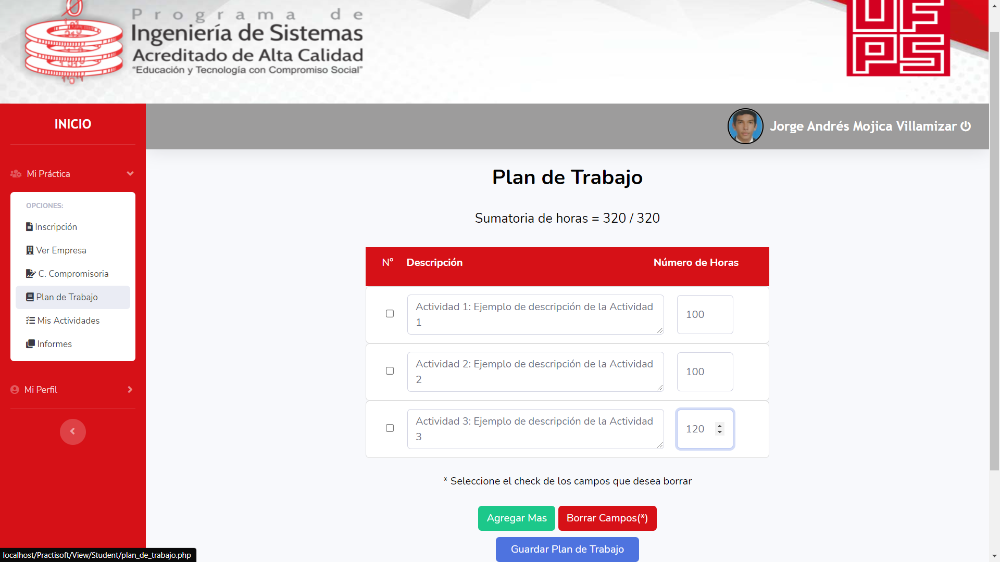 Programa de
Ingeniería de Sistemas
Acreditado de Alta Calidad
“Educación y Tecnología con Compromiso Social”
UF
PS
INICIO
Jorge Andrés Mojica Villamizar
Mi Práctica
OPCIONES:
Inscripción
Ver Empresa
C. Compromisoria
Plan de Trabajo
Mis Actividades
Informes
Mi Perfil
Plan de Trabajo
Sumatoria de horas = 320 / 320
N° Descripción Número de Horas
Actividad 1: Ejemplo de descripción de la Actividad
1
100
Actividad 2: Ejemplo de descripción de la Actividad
2
100
Actividad 3: Ejemplo de descripción de la Actividad
3
120
* Seleccione el check de los campos que desea borrar
Agregar Mas Borrar Campos(*)
Guardar Plan de Trabajo
localhost/Practisoft/View/Student/plan_de_trabajo.php